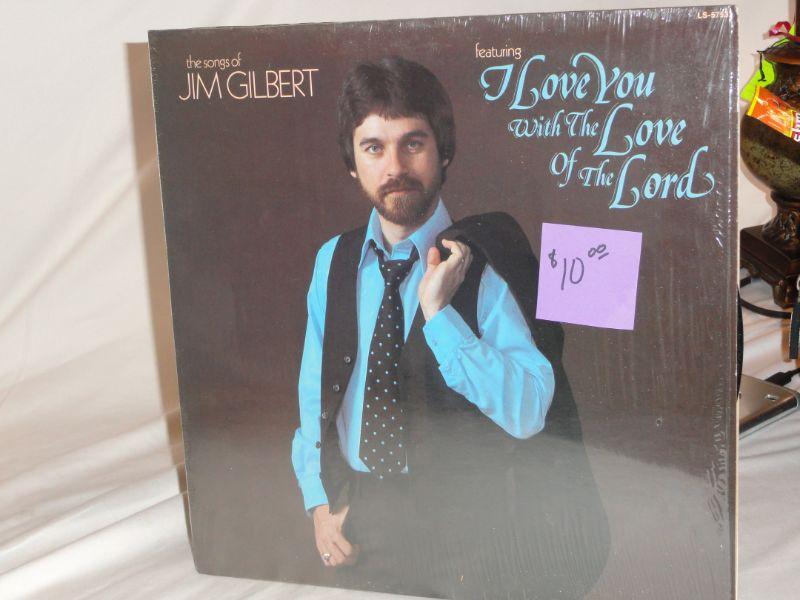 the songs of
JIM GILBERT
featuring
I Love You
With The Love
Of The Lord
$10.00